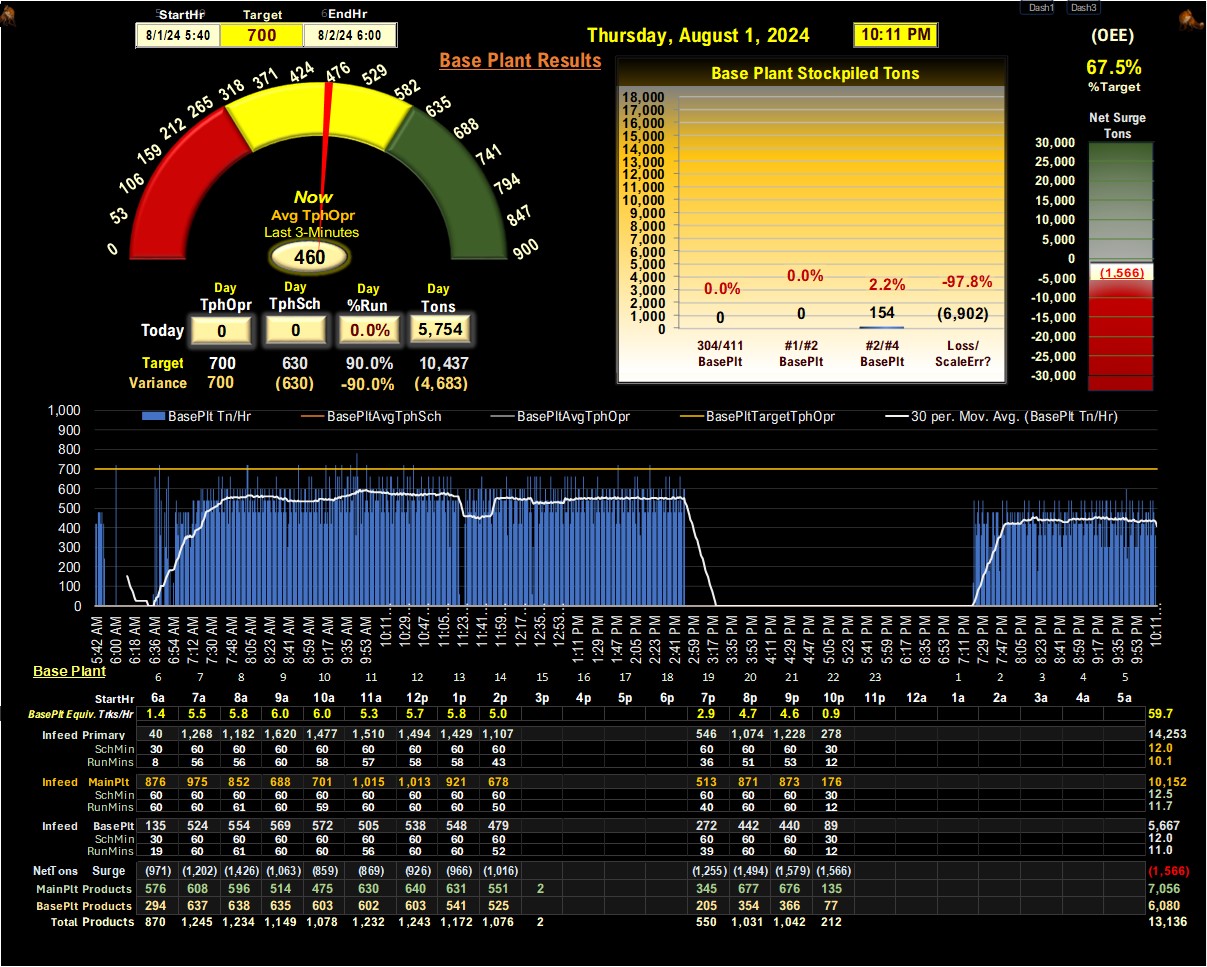 Dash1 Dash3
StartHr Target EndHr
8/1/24 5:40 700 8/2/24 6:00
Thursday, August 1, 2024 10:11 PM (OEE)
67.5%
%Target
Base Plant Results
Base Plant Stockpiled Tons
0 53 106 159 212 265 318 371 424 476 529 582 635 688 741 794 847 900
Now
Avg TphOpr
Last 3-Minutes
460
18,000
17,000
16,000
15,000
14,000
13,000
12,000
11,000
10,000
9,000
8,000
7,000
6,000
5,000
4,000
3,000
2,000
1,000
0
0.0% 0.0% 2.2% -97.8%
0 0 154 (6,902)
304/411 #1/#2 #2/#4 Loss/
BasePlt BasePlt BasePlt ScaleErr?
Net Surge
Tons
30,000
25,000
20,000
15,000
10,000
5,000
0
-5,000
-10,000
-15,000
-20,000
-25,000
-30,000
(1,566)
Day Day Day Day
TphOpr TphSch %Run Tons
Today 0 0 0.0% 5,754
Target 700 630 90.0% 10,437
Variance 700 (630) -90.0% (4,683)
BasePlt Tn/Hr BasePltAvgTphSch BasePltAvgTphOpr BasePltTargetTphOpr 30 per. Mov. Avg. (BasePlt Tn/Hr)
1,000
900
800
700
600
500
400
300
200
100
0
5:42 AM 6:00 AM 6:18 AM 6:36 AM 6:54 AM 7:12 AM 7:30 AM 7:48 AM 8:05 AM 8:23 AM 8:41 AM 8:59 AM 9:17 AM 9:35 AM 9:53 AM 10:11... 10:29... 10:47... 11:05... 11:23... 11:41... 11:59... 12:17... 12:35... 12:53... 1:11 PM 1:29 PM 1:47 PM 2:05 PM 2:23 PM 2:41 PM 2:59 PM 3:17 PM 3:35 PM 3:53 PM 4:11 PM 4:29 PM 4:47 PM 5:05 PM 5:23 PM 5:41 PM 5:59 PM 6:17 PM 6:35 PM 6:53 PM 7:11 PM 7:29 PM 7:47 PM 8:05 PM 8:23 PM 8:41 PM 8:59 PM 9:17 PM 9:35 PM 9:53 PM 10:11...
Base Plant
6 7 8 9 10 11 12 13 14 15 16 17 18 19 20 21 22 23 1 2 3 4 5
StartHr 6a 7a 8a 9a 10a 11a 12p 1p 2p 3p 4p 5p 6p 7p 8p 9p 10p 11p 12a 1a 2a 3a 4a 5a
BasePlt Equiv. Trks/Hr 1.4 5.5 5.8 6.0 6.0 5.3 5.7 5.8 5.0 2.9 4.7 4.6 0.9 59.7
Infeed Primary 40 1,268 1,182 1,620 1,477 1,510 1,494 1,429 1,107 546 1,074 1,228 278 14,253
SchMin 30 60 60 60 60 60 60 60 60 60 60 60 30 12.0
RunMins 8 56 56 60 58 57 58 58 43 36 51 53 12 10.1
Infeed MainPlt 876 975 852 688 701 1,015 1,013 921 678 513 871 873 176 10,152
SchMin 60 60 60 60 60 60 60 60 60 60 60 60 30 12.5
RunMins 60 60 61 60 59 60 60 60 50 40 60 60 12 11.7
Infeed BasePlt 135 524 554 569 572 505 538 548 479 272 442 440 89 5,667
SchMin 30 60 60 60 60 60 60 60 60 60 60 60 30 12.0
RunMins 19 60 61 60 60 56 60 60 52 39 60 60 12 11.0
NetTons Surge (971) (1,202) (1,426) (1,063) (859) (869) (926) (966) (1,016) (1,255) (1,494) (1,579) (1,566) (1,566)
MainPlt Products 576 608 596 514 475 630 640 631 551 2 345 677 676 135 7,056
BasePlt Products 294 637 638 635 603 602 603 541 525 205 354 366 77 6,080
Total Products 870 1,245 1,234 1,149 1,078 1,232 1,243 1,172 1,076 2 550 1,031 1,042 212 13,136